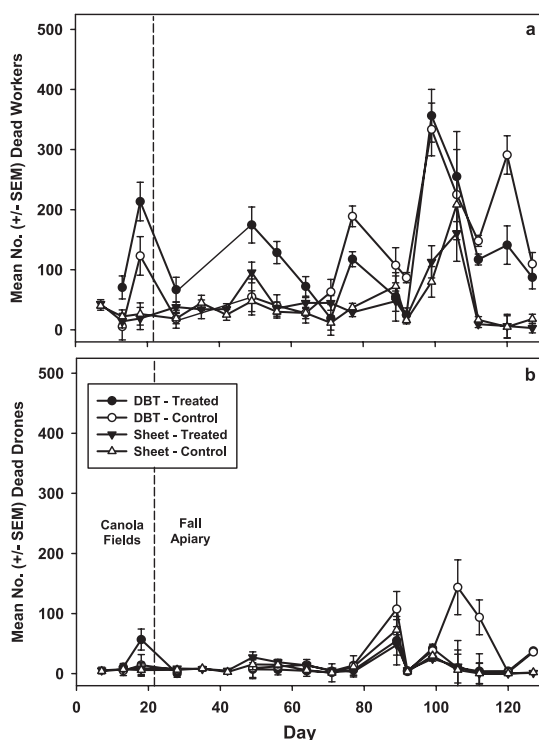 a
500
400
300
200
100
0
Mean No. (+/- SEM) Dead Workers
b
500
400
300
200
100
0
Mean No. (+/- SEM) Dead Drones
DBT - Treated
DBT - Control
Sheet - Treated
Sheet - Control
Canola
Fields
Fall
Apiary
0 20 40 60 80 100 120
Day